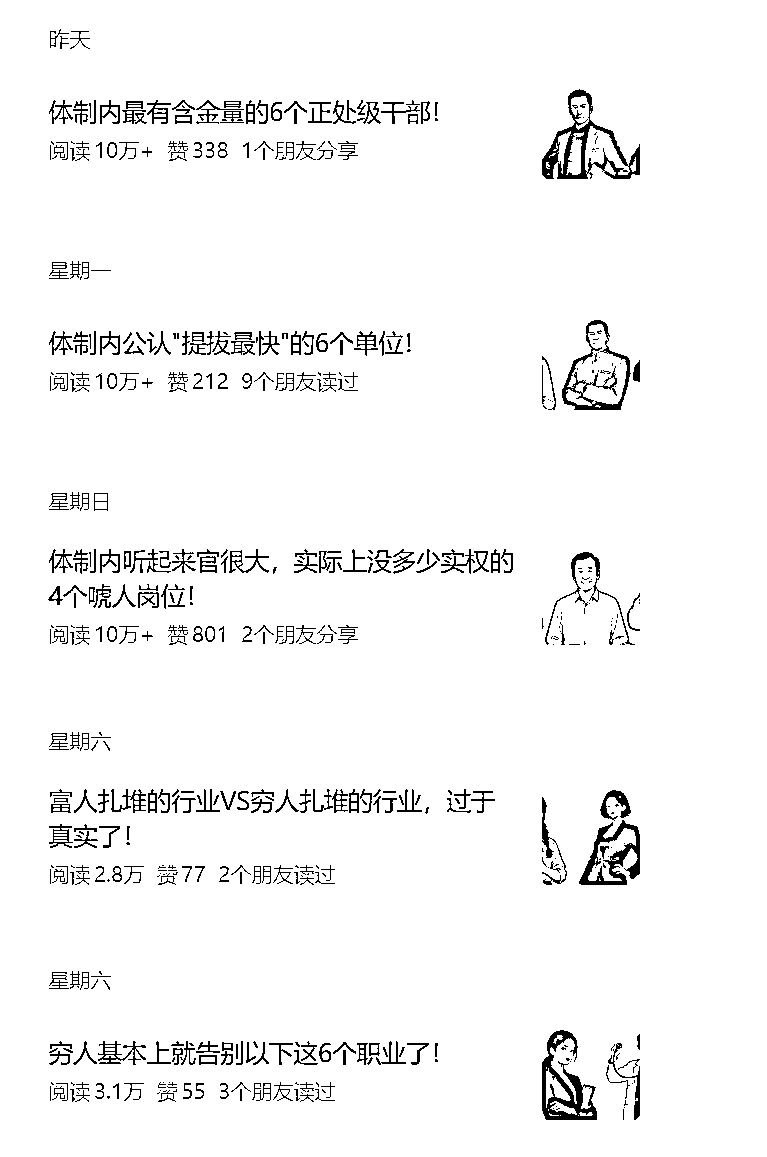 昨天
体制内最有含金量的6个正处级干部！
阅读 10万+ 赞 338 1个朋友分享
星期一
体制内公认"提拔最快"的6个单位！
阅读 10万+ 赞 212 9个朋友读过
星期日
体制内听起来官很大，实际上没多少实权的
4个唬人岗位！
阅读 10万+ 赞 801 2个朋友分享
星期六
富人扎堆的行业VS穷人扎堆的行业，过于
真实了！
阅读 2.8万 赞 77 2个朋友读过
星期六
穷人基本上就告别以下这6个职业了！
阅读 3.1万 赞 55 3个朋友读过